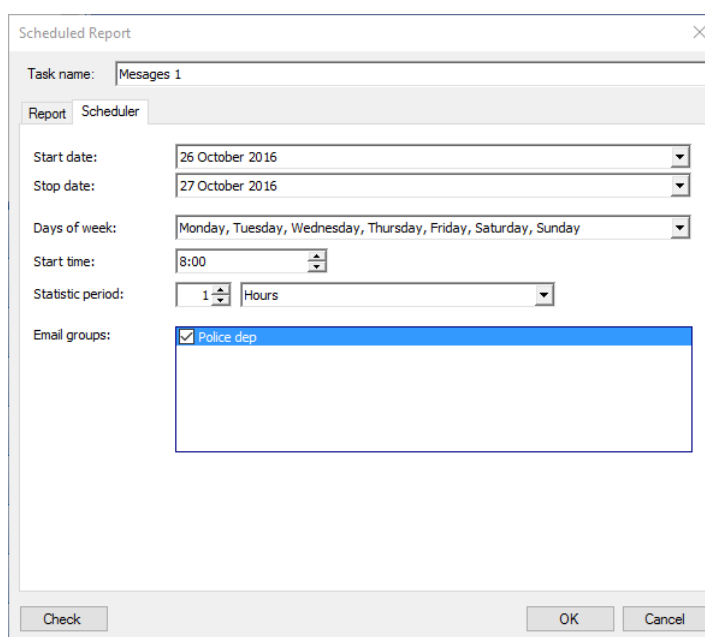 Scheduled Report
Task name: Mesages 1
Report Scheduler
Start date: 26 October 2016
Stop date: 27 October 2016
Days of week: Monday, Tuesday, Wednesday, Thursday, Friday, Saturday, Sunday
Start time: 8:00
Statistic period: 1 Hours
Email groups: Police dep
Check OK Cancel